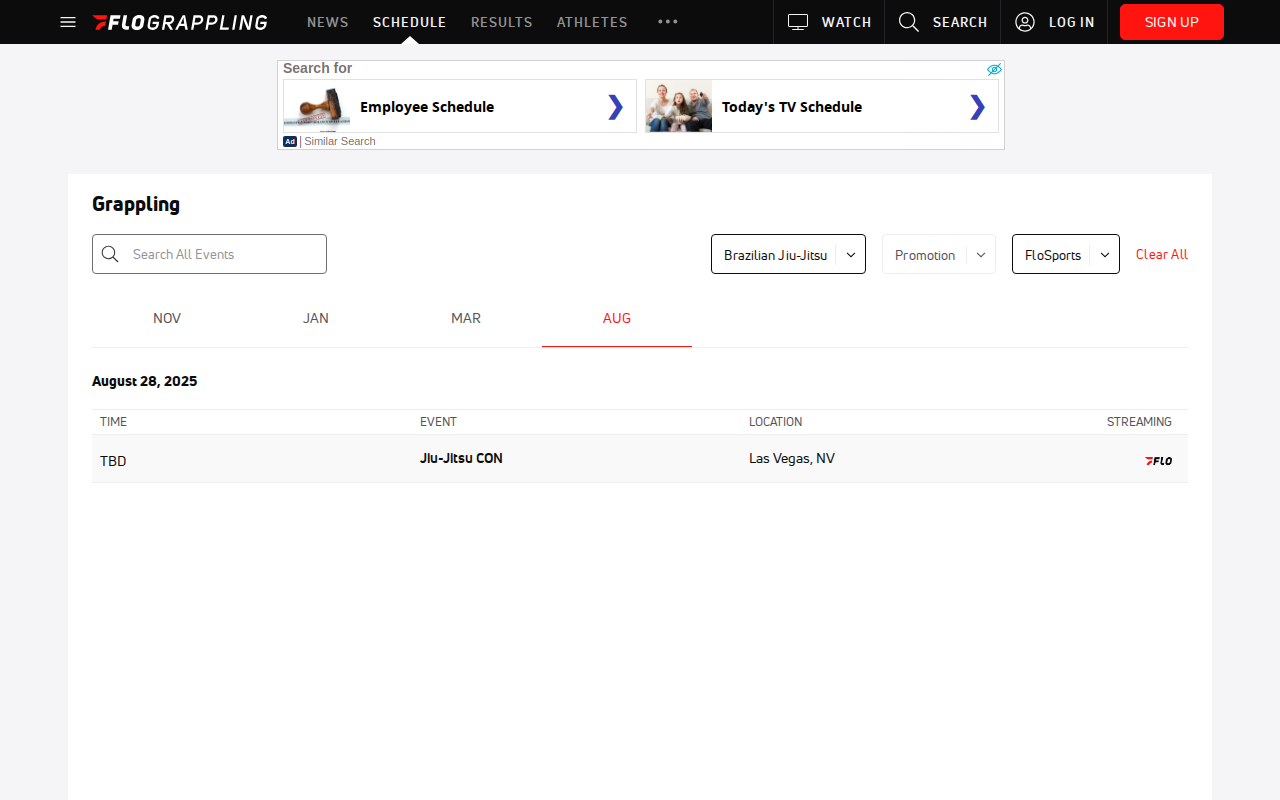 FLOGRAPPLING NEWS SCHEDULE RESULTS ATHLETES ••• WATCH SEARCH LOG IN SIGN UP
Search for
Employee Schedule
Today's TV Schedule
Ad Similar Search
Grappling
Search All Events
Brazilian Jiu-Jitsu
Promotion
FloSports
Clear All
NOV JAN MAR AUG
August 28, 2025
TIME EVENT LOCATION STREAMING
TBD Jiu-Jitsu CON Las Vegas, NV FLO